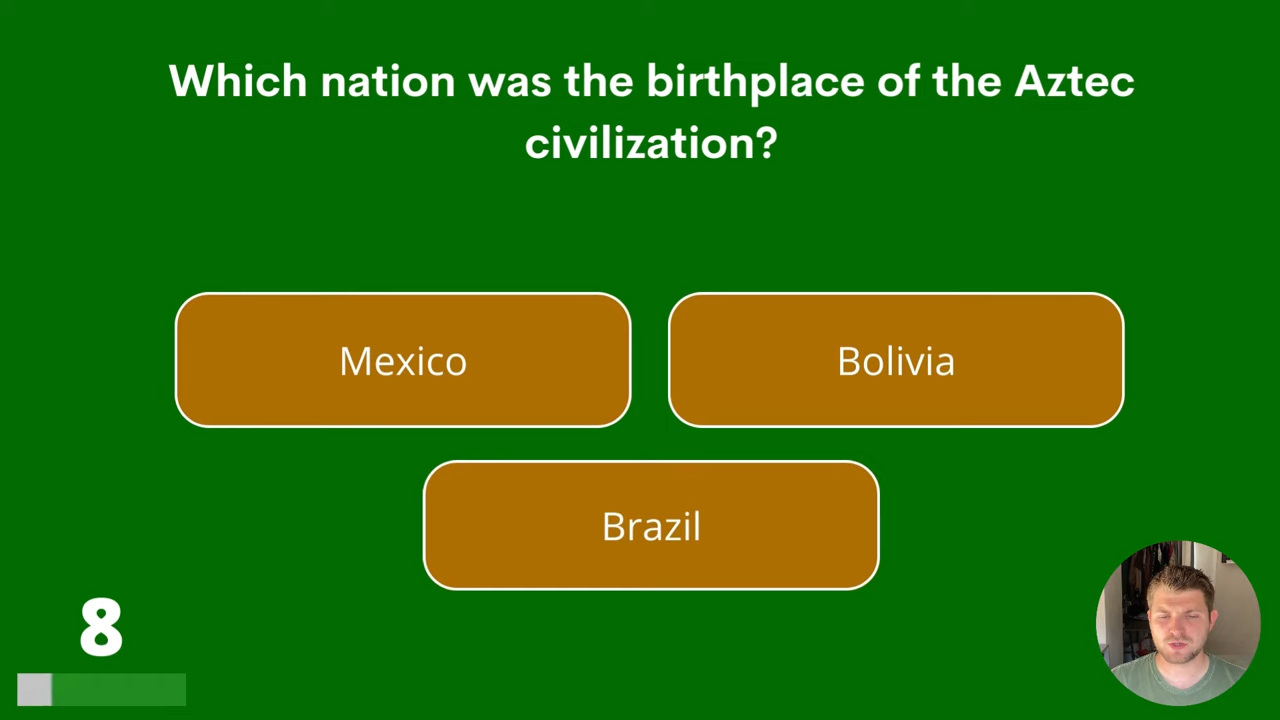 Which nation was the birthplace of the Aztec
civilization?
Mexico
Bolivia
Brazil
8